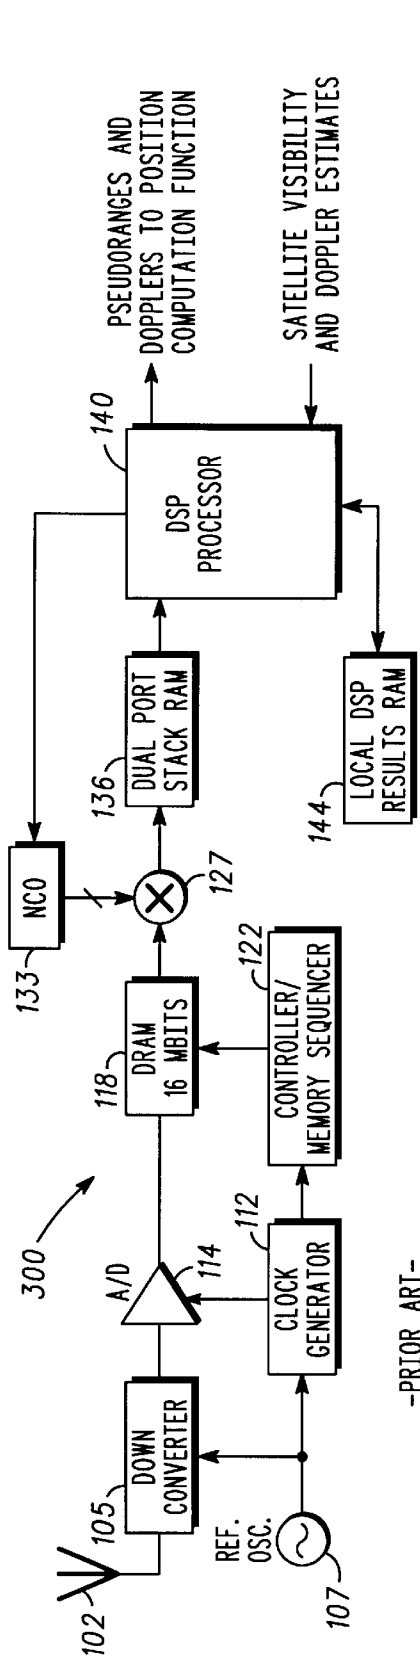 300
102
105
DOWN
CONVERTER
REF.
OSC.
107
A/D
114
112
CLOCK
GENERATOR
118
DRAM
16 MBITS
122
CONTROLLER/
MEMORY SEQUENCER
133
NCO
127
136
DUAL PORT
STACK RAM
140
DSP
PROCESSOR
144
LOCAL DSP
RESULTS RAM
PSEUDORANGES AND
DOPPLERS TO POSITION
COMPUTATION FUNCTION
SATELLITE VISIBILITY
AND DOPPLER ESTIMATES
-PRIOR ART-